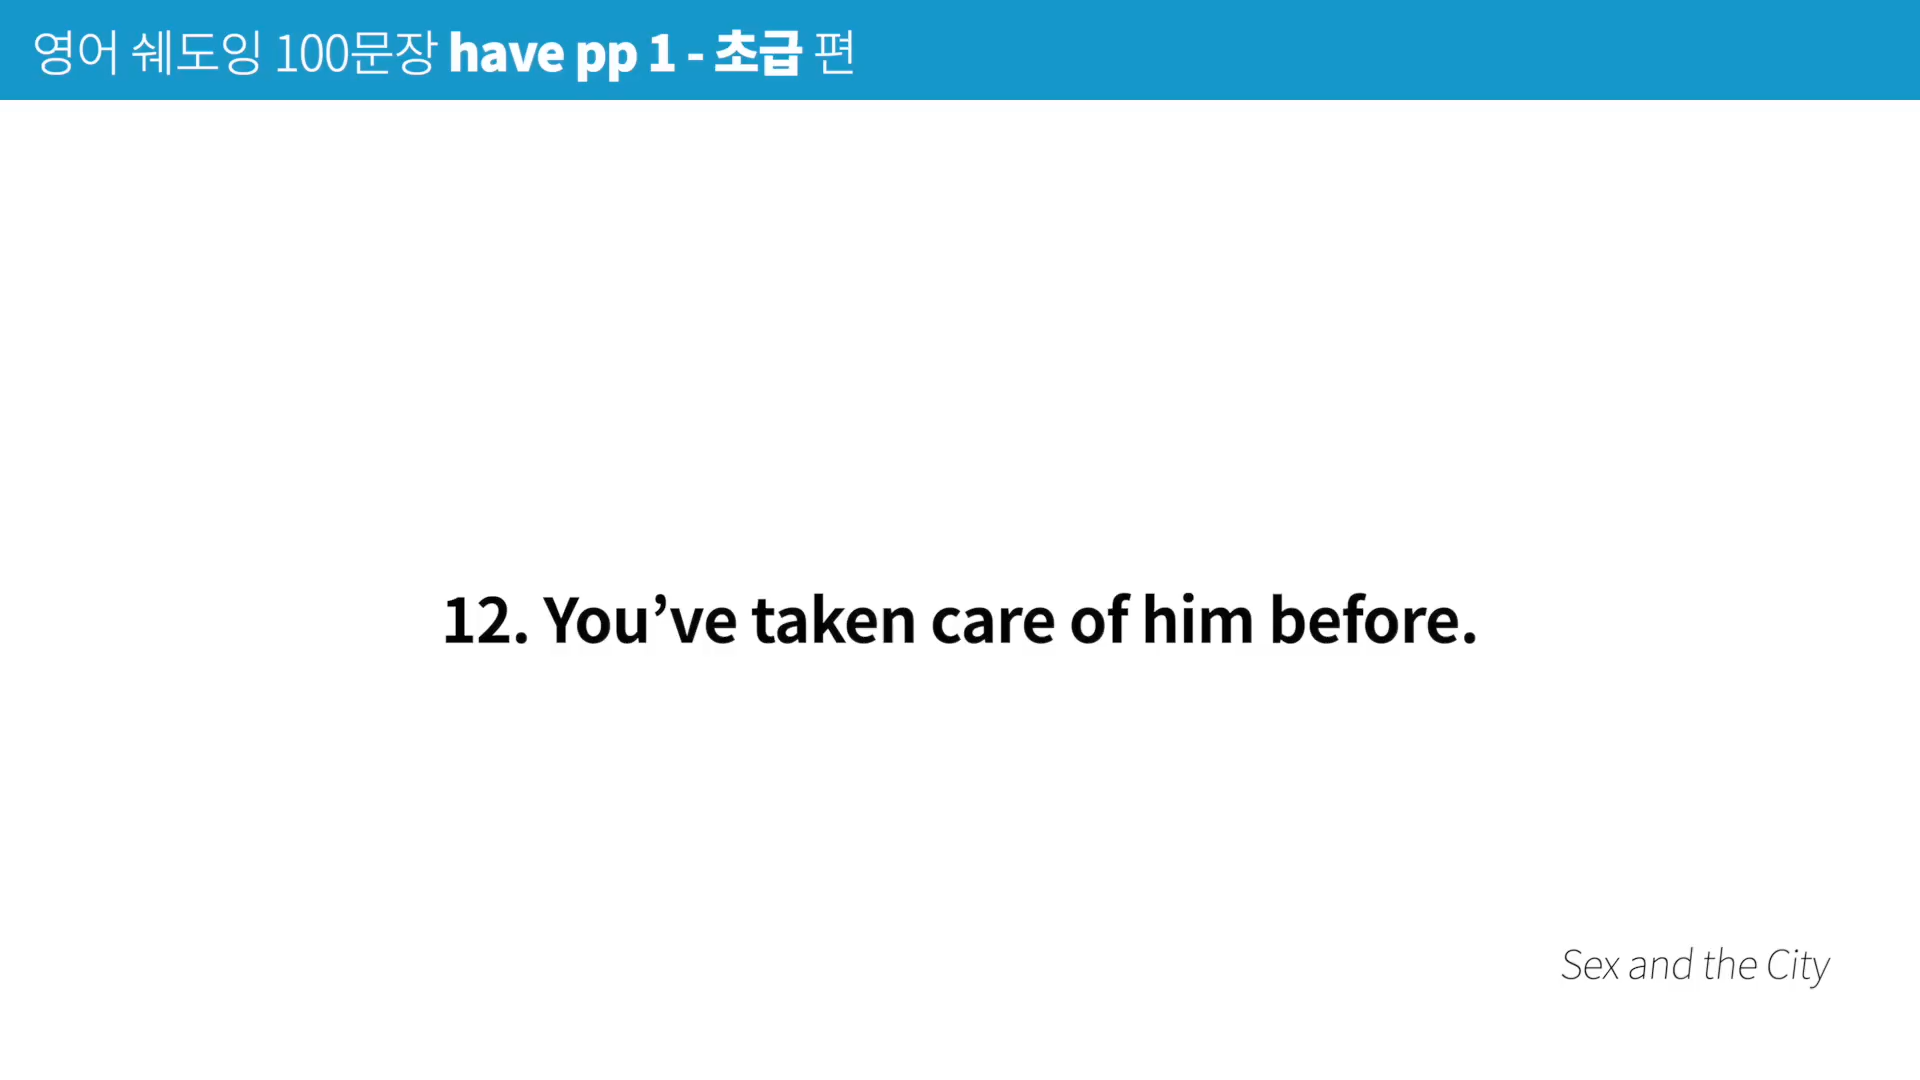 영어 쉐도잉 100문장 have pp 1 - 초급 편
12. You’ve taken care of him before.
Sex and the City